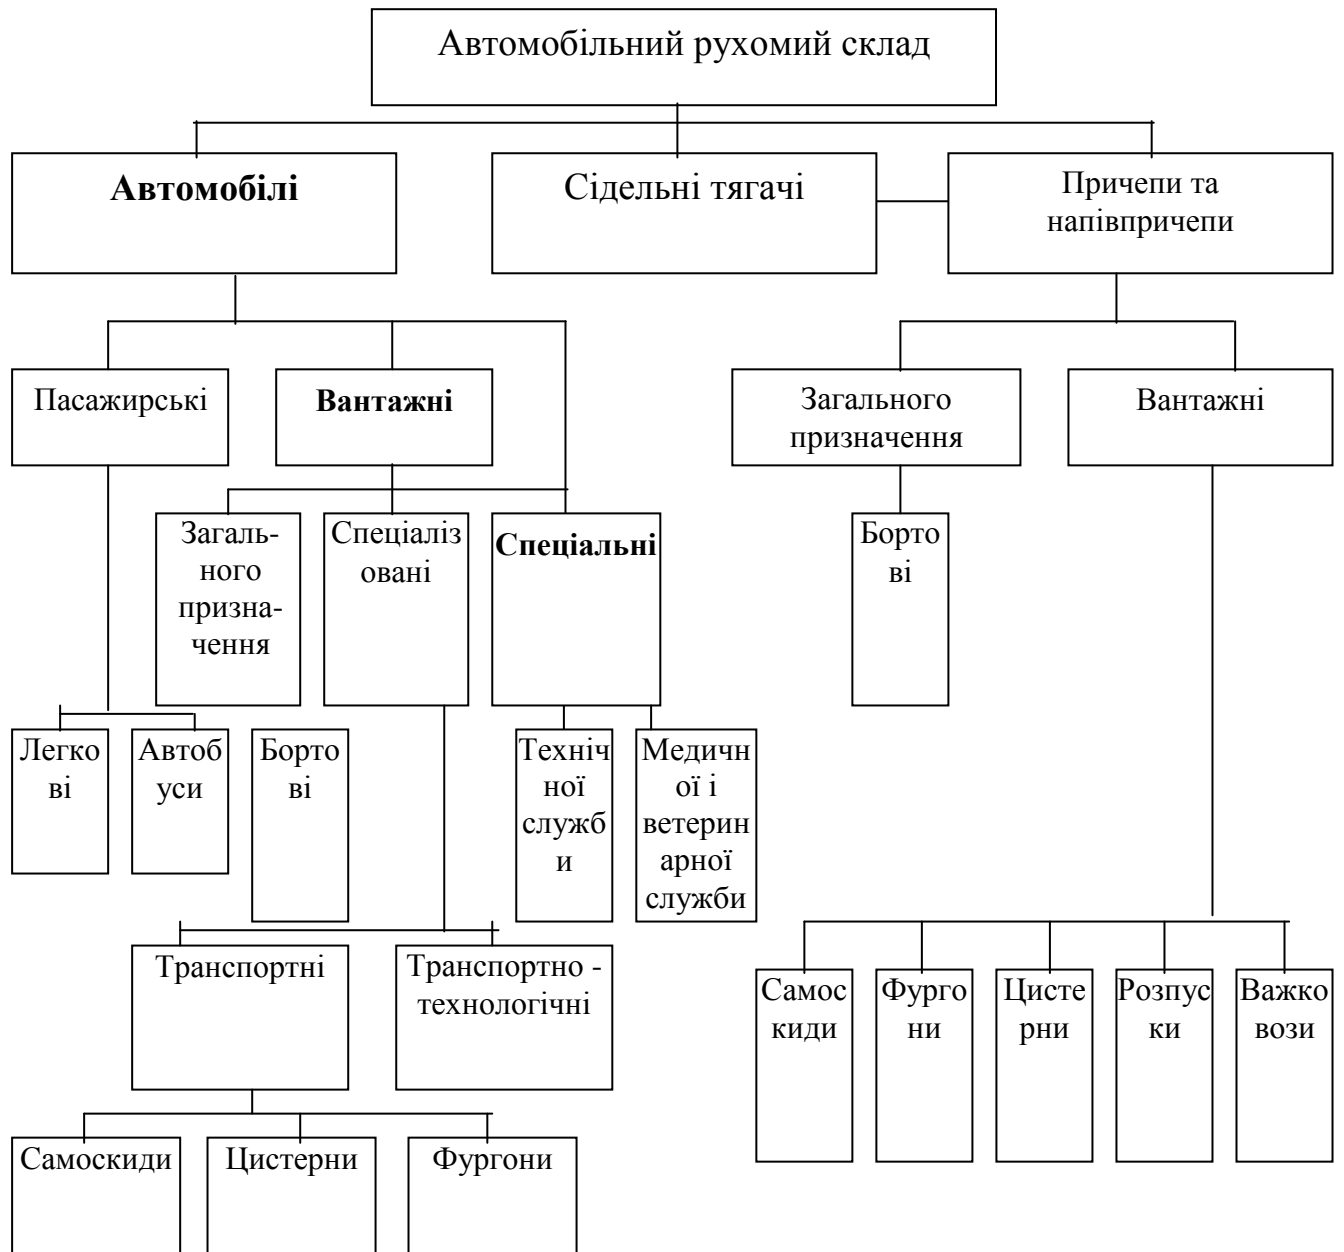 Автомобільний рухомий склад
Автомобілі
Сідельні тягачі
Причепи та
напівпричепи
Пасажирські
Вантажні
Загального
призначення
Вантажні
Загаль-
ного
призна-
чення
Спеціаліз
овані
Спеціальні
Борто
ві
Легко
ві
Автоб
уси
Борто
ві
Техніч
ної
служб
и
Медичн
ої і
ветерин
арної
служби
Транспортні
Транспортно -
технологічні
Самос
киди
Фурго
ни
Цисте
рни
Розпус
ки
Важко
вози
Самоскиди
Цистерни
Фургони